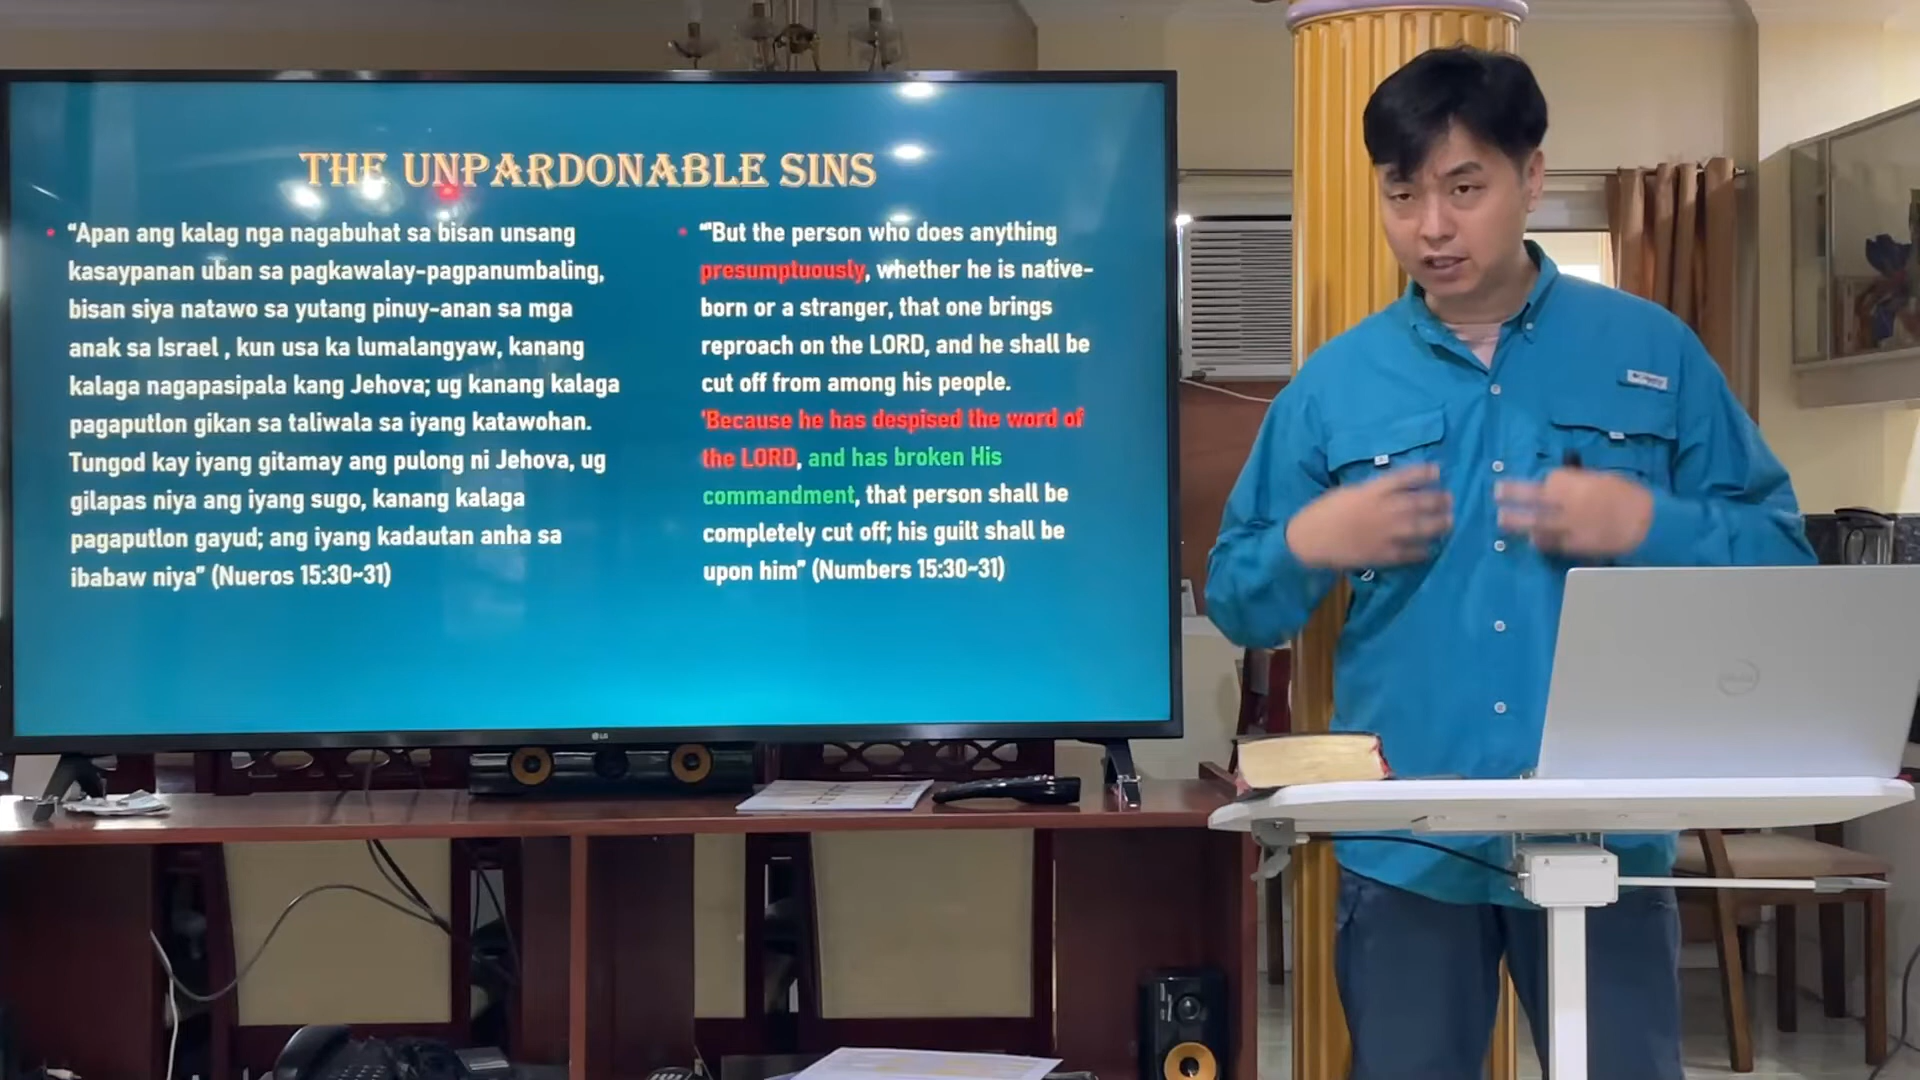 THE UNPARDONABLE SINS
“Apan ang kalag nga nagabuhat sa bisan unsang
kasaypanan uban sa pagkawalay-pagpanumbaling,
bisan siya natawo sa yutang pinuy-anan sa mga
anak sa Israel , kun usa ka lumalangyaw, kanang
kalaga nagapasipala kang Jehova; ug kanang kalaga
pagaputlon gikan sa taliwala sa iyang katawohan.
Tungod kay iyang gitamay ang pulong ni Jehova, ug
gilapas niya ang iyang sugo, kanang kalaga
pagaputlon gayud; ang iyang kadautan anha sa
ibabaw niya” (Nueros 15:30~31)
“'But the person who does anything
presumptuously, whether he is native-
born or a stranger, that one brings
reproach on the LORD, and he shall be
cut off from among his people.
'Because he has despised the word of
the LORD, and has broken His
commandment, that person shall be
completely cut off; his guilt shall be
upon him” (Numbers 15:30~31)
LG
Columbia
DELL